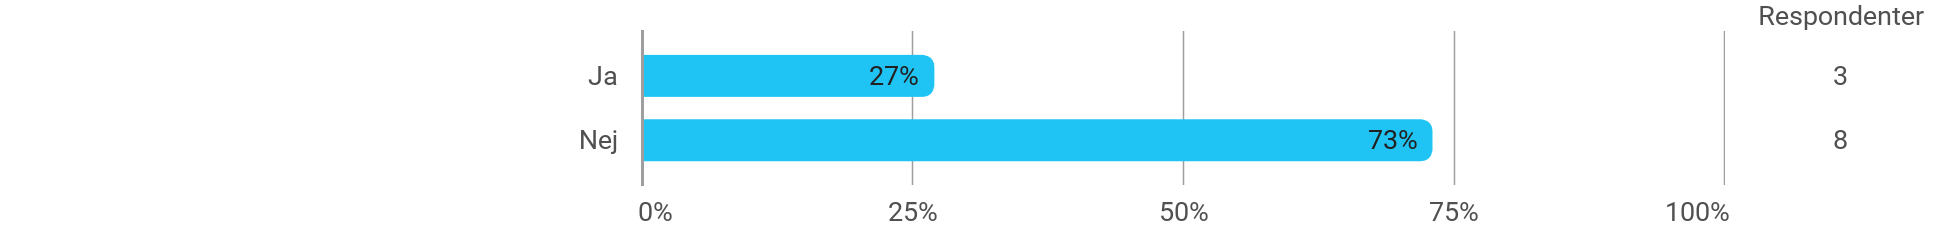 Respondenter
Ja 27% 3
Nej 73% 8
0% 25% 50% 75% 100%